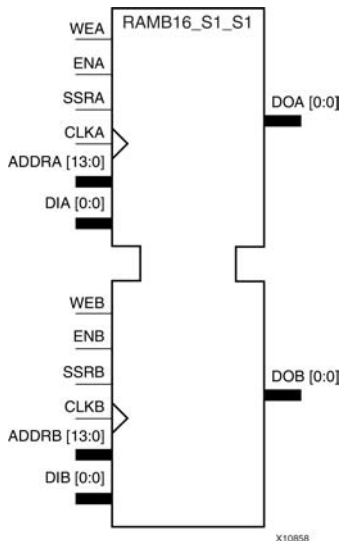 RAMB16_S1_S1
WEA
ENA
SSRA
CLKA
ADDRA [13:0]
DIA [0:0]
DOA [0:0]
WEB
ENB
SSRB
CLKB
ADDRB [13:0]
DIB [0:0]
DOB [0:0]
X10858